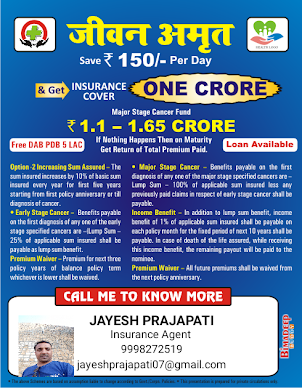 जीवन अमृत
HEALTH LINES
Save ₹ 150/- Per Day
& Get INSURANCE COVER ONE CRORE
Major Stage Cancer Fund
₹ 1.1 – 1.65 CRORE
Free DAB PDB 5 LAC
If Nothing Happens Then on Maturity
Get Return of Total Premium Paid.
Loan Available
Option -2 Increasing Sum Assured – The
sum insured increases by 10% of basic sum
insured every year for first five years
starting from first policy anniversary or till
diagnosis of cancer.
• Early Stage Cancer – Benefits payable
on the first diagnosis of any one of the early
stage specified cancers are –Lump Sum –
25% of applicable sum insured shall be
payable as lump sum benefit.
Premium Waiver – Premium for next three
policy years of balance policy term
whichever is lower shall be waived.
• Major Stage Cancer – Benefits payable on the first
diagnosis of any one of the major stage specified cancers are –
Lump Sum – 100% of applicable sum insured less any
previously paid claims in respect of early stage cancer shall be
payable.
Income Benefit – In addition to lump sum benefit, income
benefit of 1% of applicable sum insured shall be payable on
each policy month for the fixed period of next 10 years shall be
payable. In case of death of the life assured, while receiving
this income benefit, the remaining payout will be paid to the
nominee.
Premium Waiver – All future premiums shall be waived from
the next policy anniversary.
CALL ME TO KNOW MORE
JAYESH PRAJAPATI
Insurance Agent
9998272519
jayeshprajapati07@gmail.com
BIMADEEP